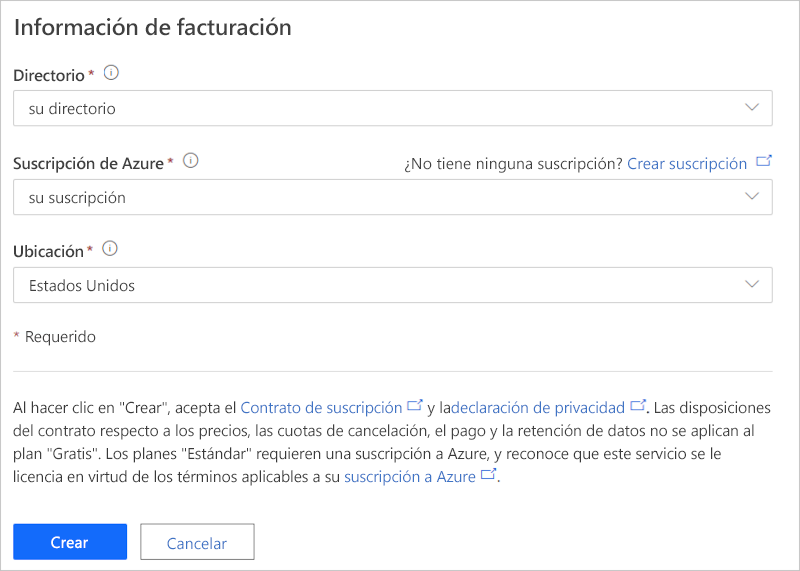 Información de facturación
Directorio *
su directorio
Suscripción de Azure * ¿No tiene ninguna suscripción? Crear suscripción
su suscripción
Ubicación *
Estados Unidos
* Requerido
Al hacer clic en "Crear", acepta el Contrato de suscripción y ladeclaración de privacidad. Las disposiciones
del contrato respecto a los precios, las cuotas de cancelación, el pago y la retención de datos no se aplican al
plan "Gratis". Los planes "Estándar" requieren una suscripción a Azure, y reconoce que este servicio se le
licencia en virtud de los términos aplicables a su suscripción a Azure.
Crear Cancelar